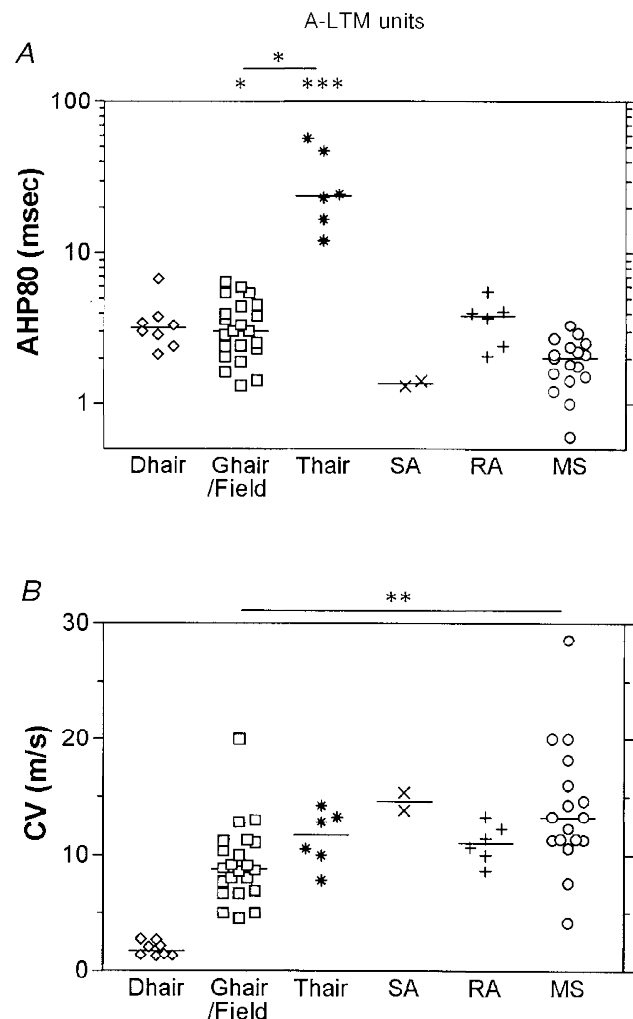 A-LTM units
A
*
* ***
100
10
1
AHP80 (msec)
Dhair Ghair /Field Thair SA RA MS
B
**
30
20
10
0
CV (m/s)
Dhair Ghair /Field Thair SA RA MS